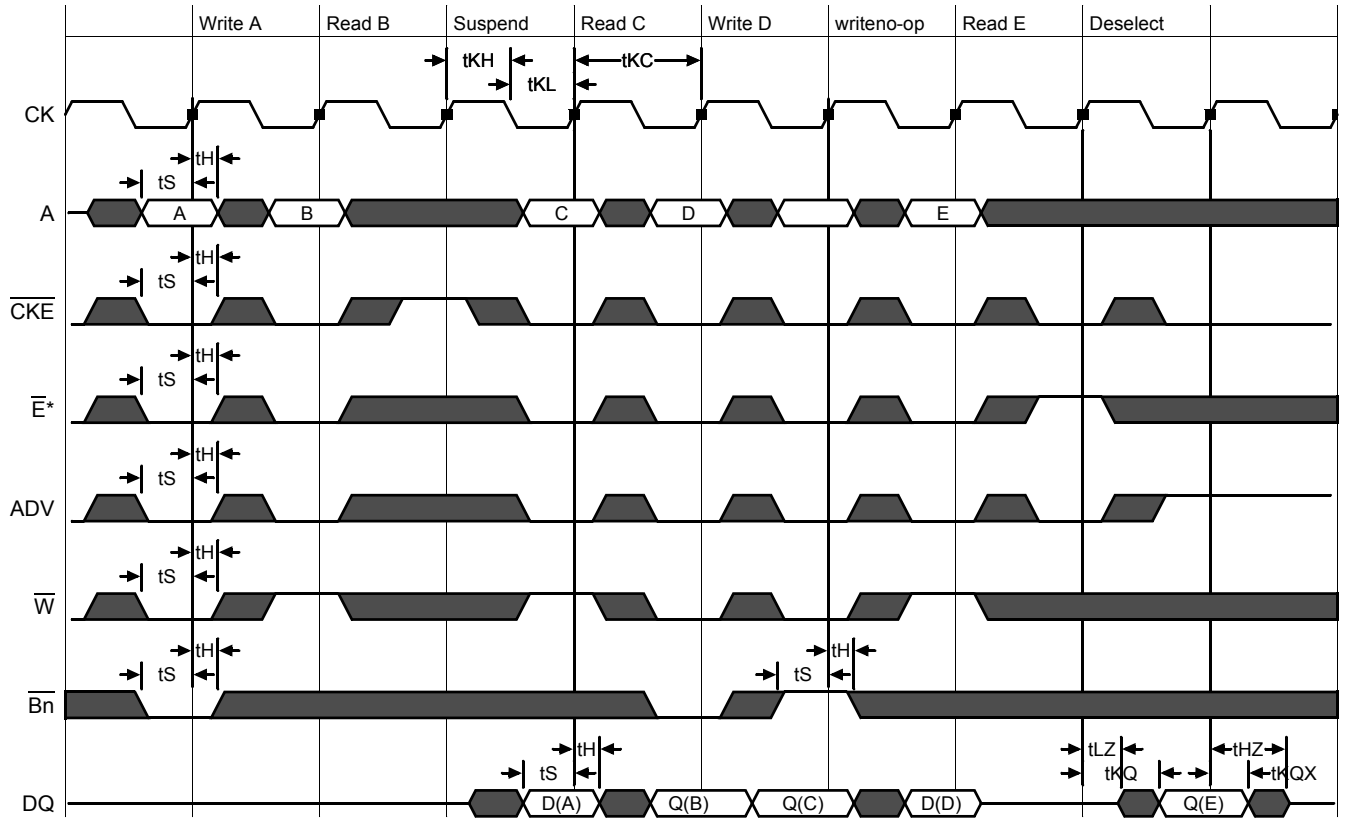 Write A Read B Suspend Read C Write D writeno-op Read E Deselect
tKH tKC
tKL
CK
tH
tS
A A B C D E
tH
tS
CKE
tH
tS
E*
tH
tS
ADV
tH
tS
W
tH tH
tS tS
Bn
tH tLZ tHZ
tS tKQ tKQX
DQ D(A) Q(B) Q(C) D(D) Q(E)